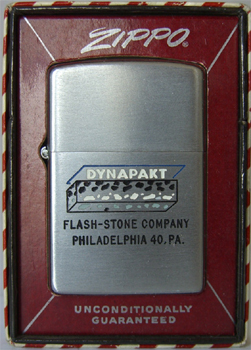 ZIPPO
DYNAPAKT
FLASH-STONE COMPANY
PHILADELPHIA 40, PA.
UNCONDITIONALLY
GUARANTEED